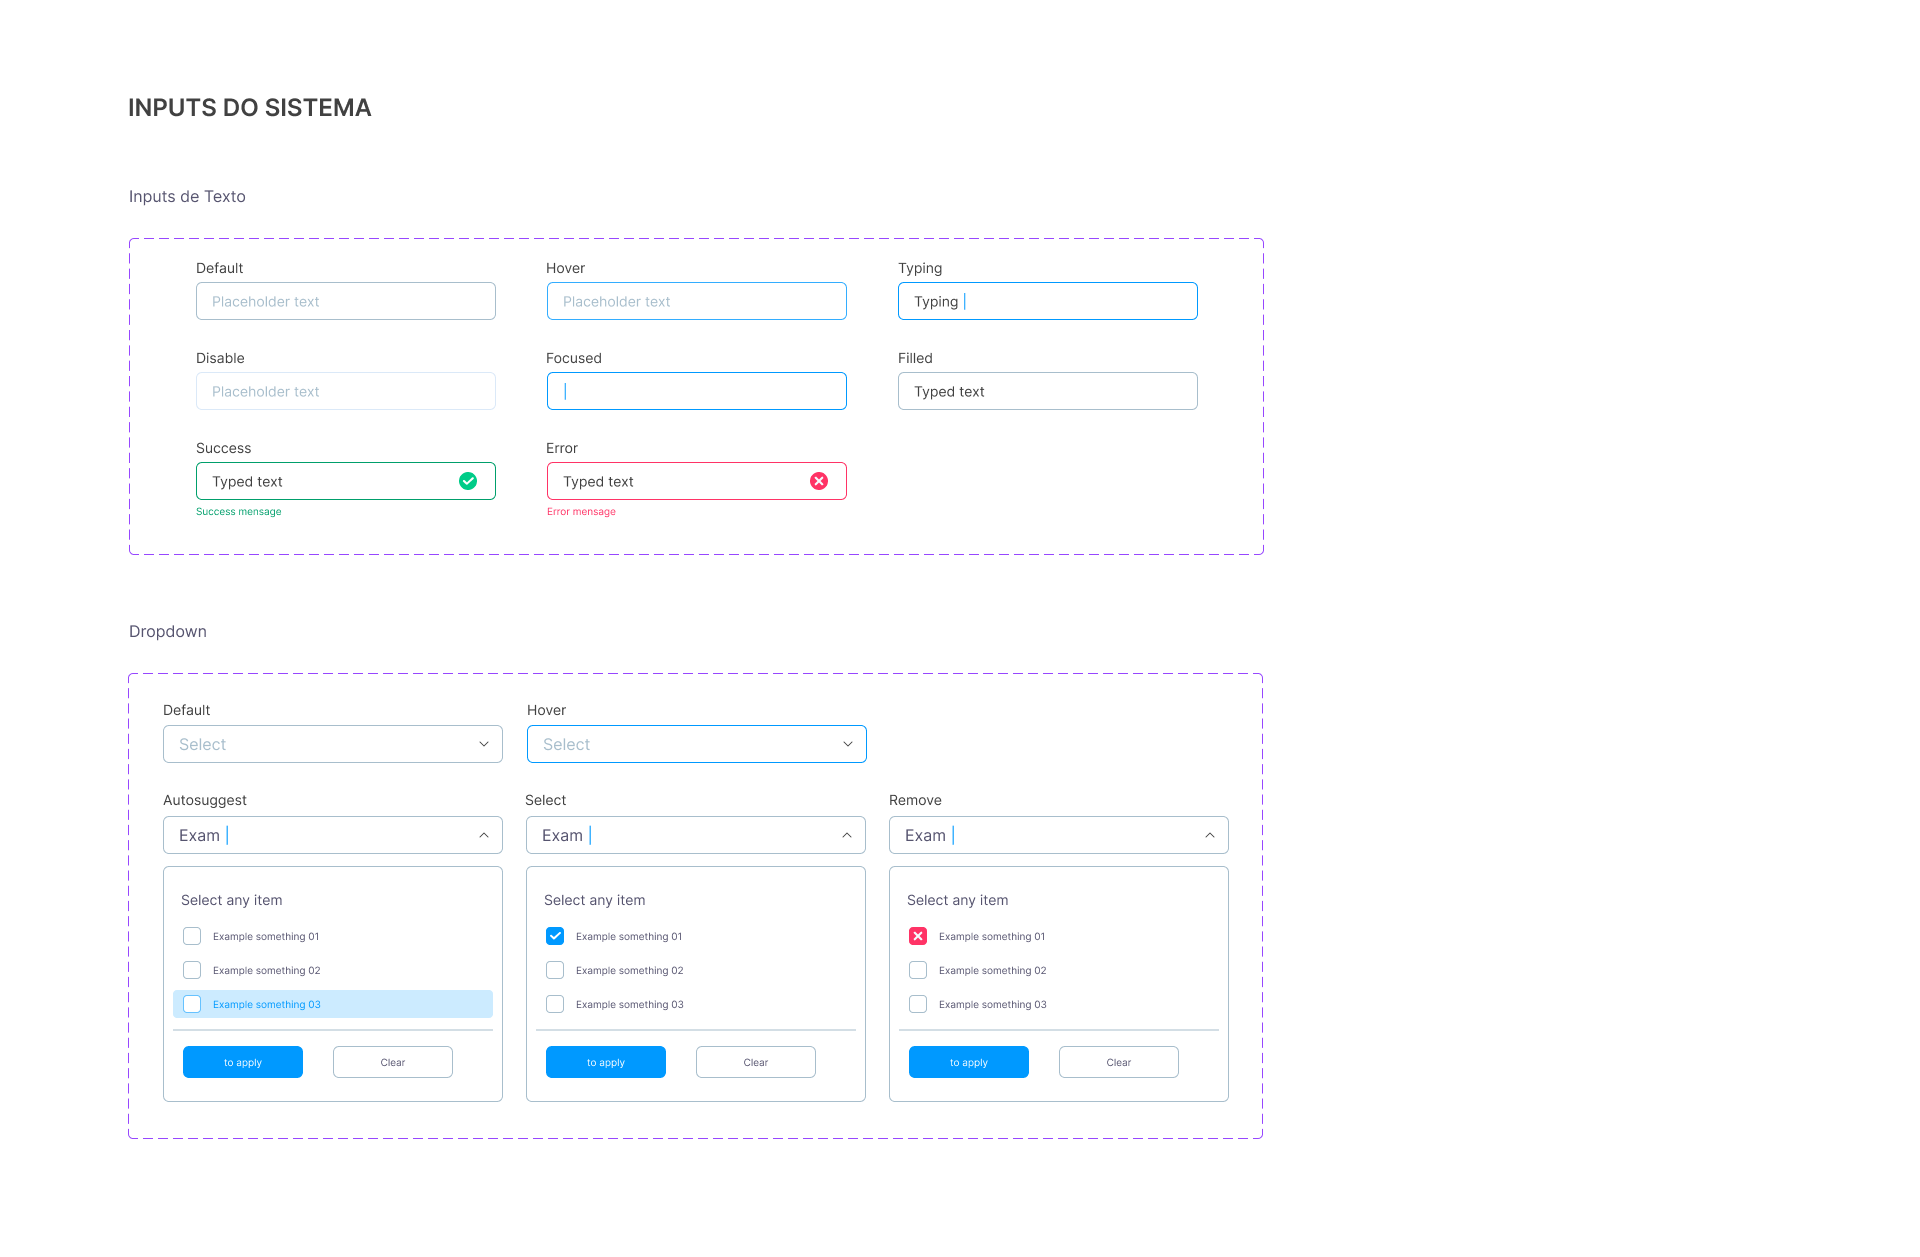 INPUTS DO SISTEMA
Inputs de Texto
Default
Hover
Typing
Placeholder text
Placeholder text
Typing
Disable
Focused
Filled
Placeholder text
Typed text
Success
Error
Typed text
Typed text
Success mensage
Error mensage
Dropdown
Default
Hover
Select
Select
Autosuggest
Select
Remove
Exam
Exam
Exam
Select any item
Example something 01
Example something 02
Example something 03
to apply
Clear
Select any item
Example something 01
Example something 02
Example something 03
to apply
Clear
Select any item
Example something 01
Example something 02
Example something 03
to apply
Clear